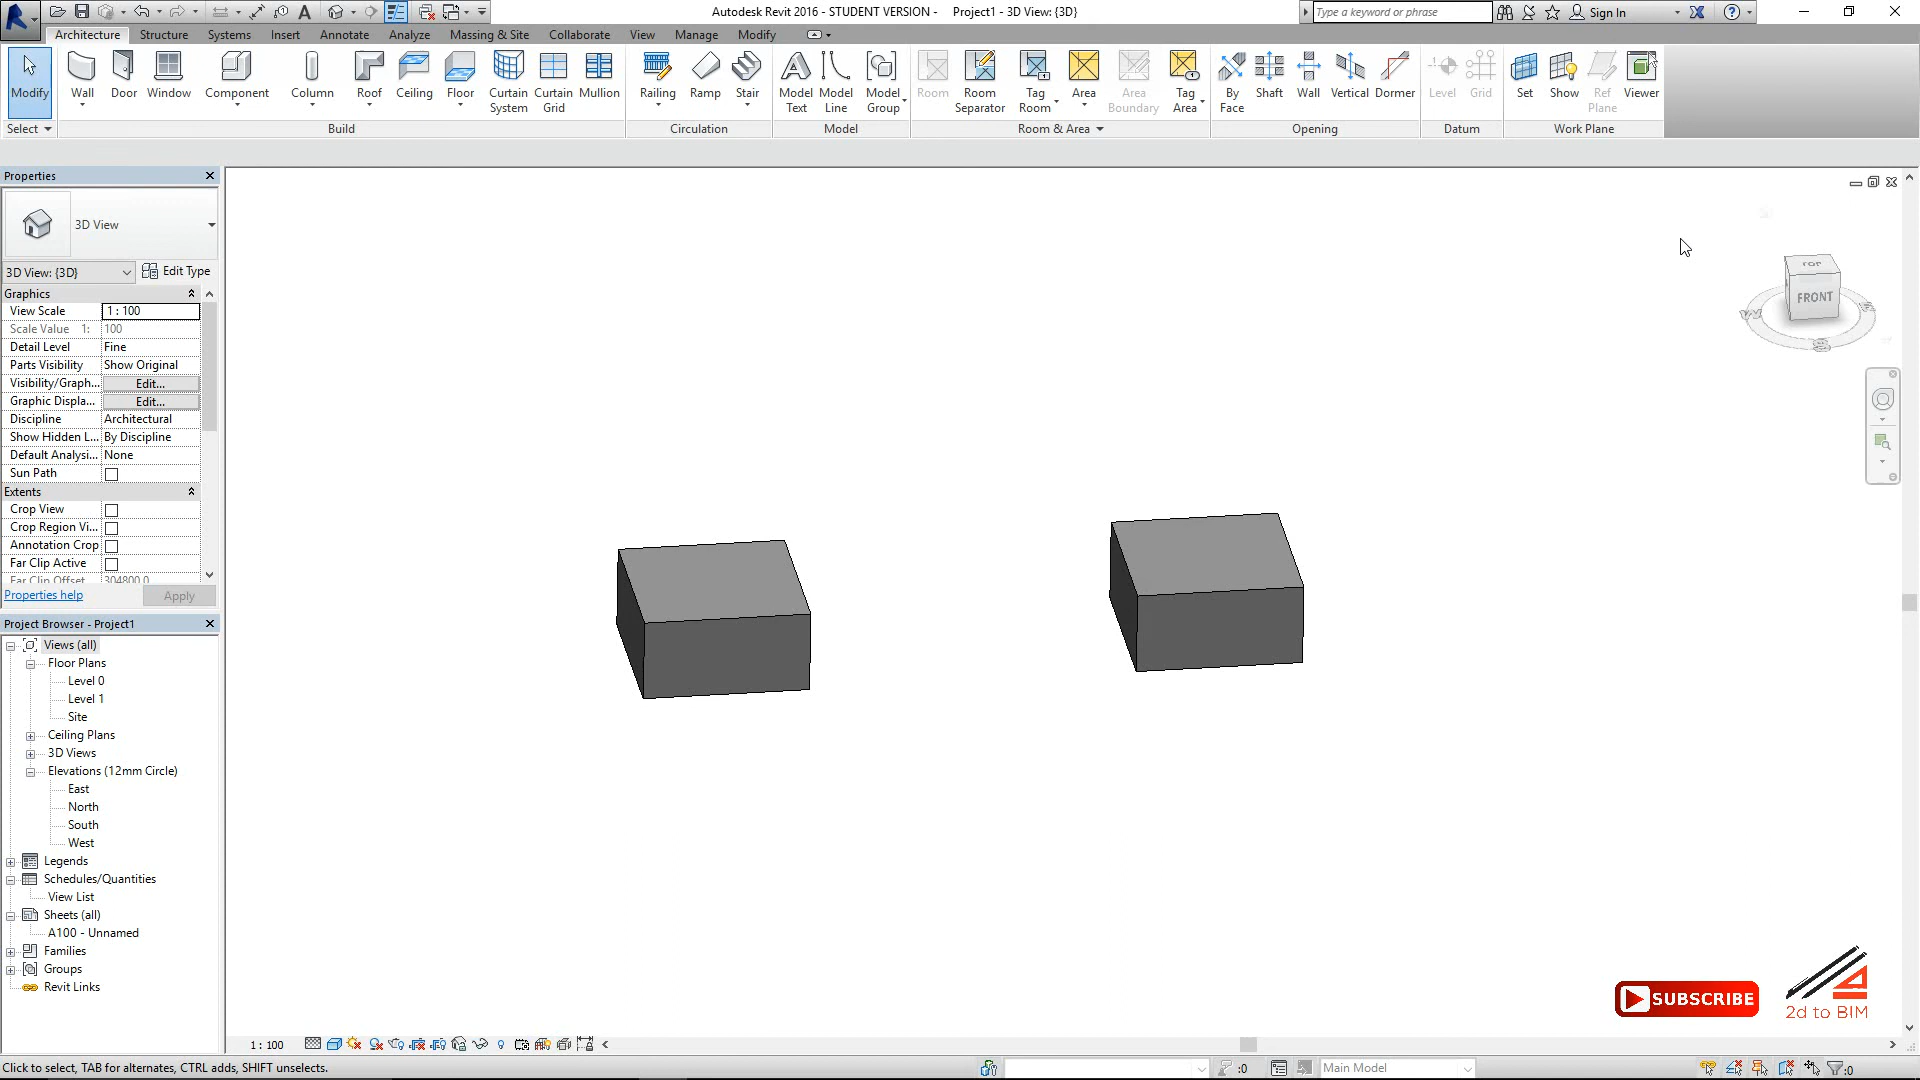 Autodesk Revit 2016 - STUDENT VERSION - Project1 - 3D View: {3D}
Type a keyword or phrase
Sign In
Architecture Structure Systems Insert Annotate Analyze Massing & Site Collaborate View Manage Modify
Modify Wall Door Window Component Column Roof Ceiling Floor Curtain System Curtain Grid Mullion Railing Ramp Stair Model Text Model Line Model Group Room Room Separator Tag Room Area Area Boundary Tag Area By Face Shaft Wall Vertical Dormer Level Grid Set Show Ref Plane Viewer
Select Build Circulation Model Room & Area Opening Datum Work Plane
Properties
3D View
3D View: {3D} Edit Type
Graphics
View Scale 1 : 100
Scale Value 1: 100
Detail Level Fine
Parts Visibility Show Original
Visibility/Graph... Edit...
Graphic Displa... Edit...
Discipline Architectural
Show Hidden L... By Discipline
Default Analysi... None
Sun Path
Extents
Crop View
Crop Region Vi...
Annotation Crop
Far Clip Active
Far Clip Offset 304800.0
Properties help Apply
Project Browser - Project1
Views (all)
Floor Plans
Level 0
Level 1
Site
Ceiling Plans
3D Views
Elevations (12mm Circle)
East
North
South
West
Legends
Schedules/Quantities
View List
Sheets (all)
A100 - Unnamed
Families
Groups
Revit Links
TOP
FRONT
W
S
E
SUBSCRIBE
2d to BIM
1 : 100
Click to select, TAB for alternates, CTRL adds, SHIFT unselects.
:0
Main Model
:0